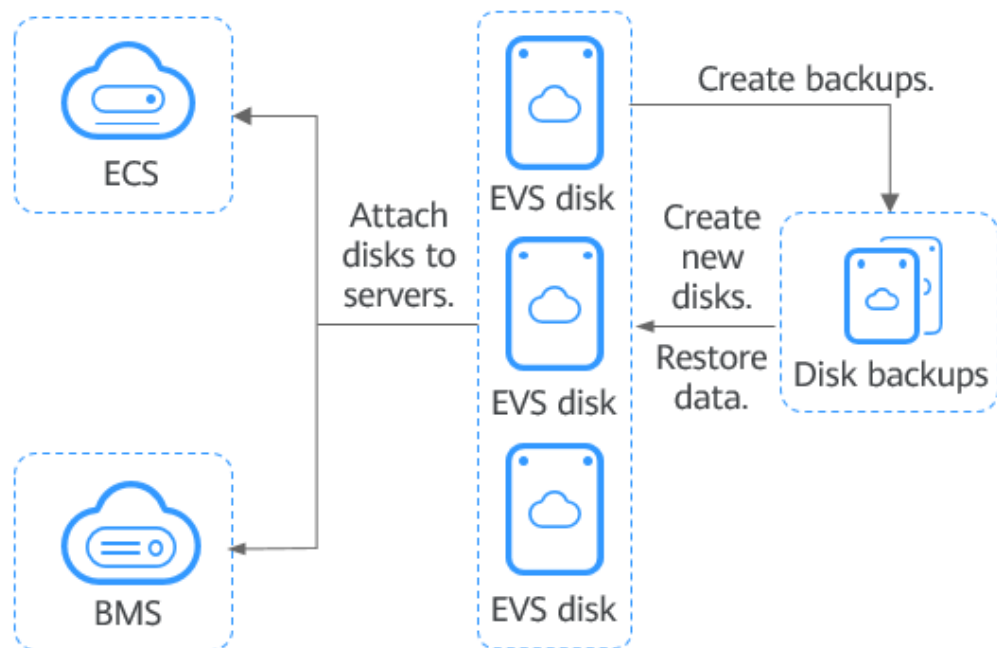 ECS
BMS
Attach
disks to
servers.
EVS disk
EVS disk
EVS disk
Create backups.
Create
new
disks.
Restore
data.
Disk backups